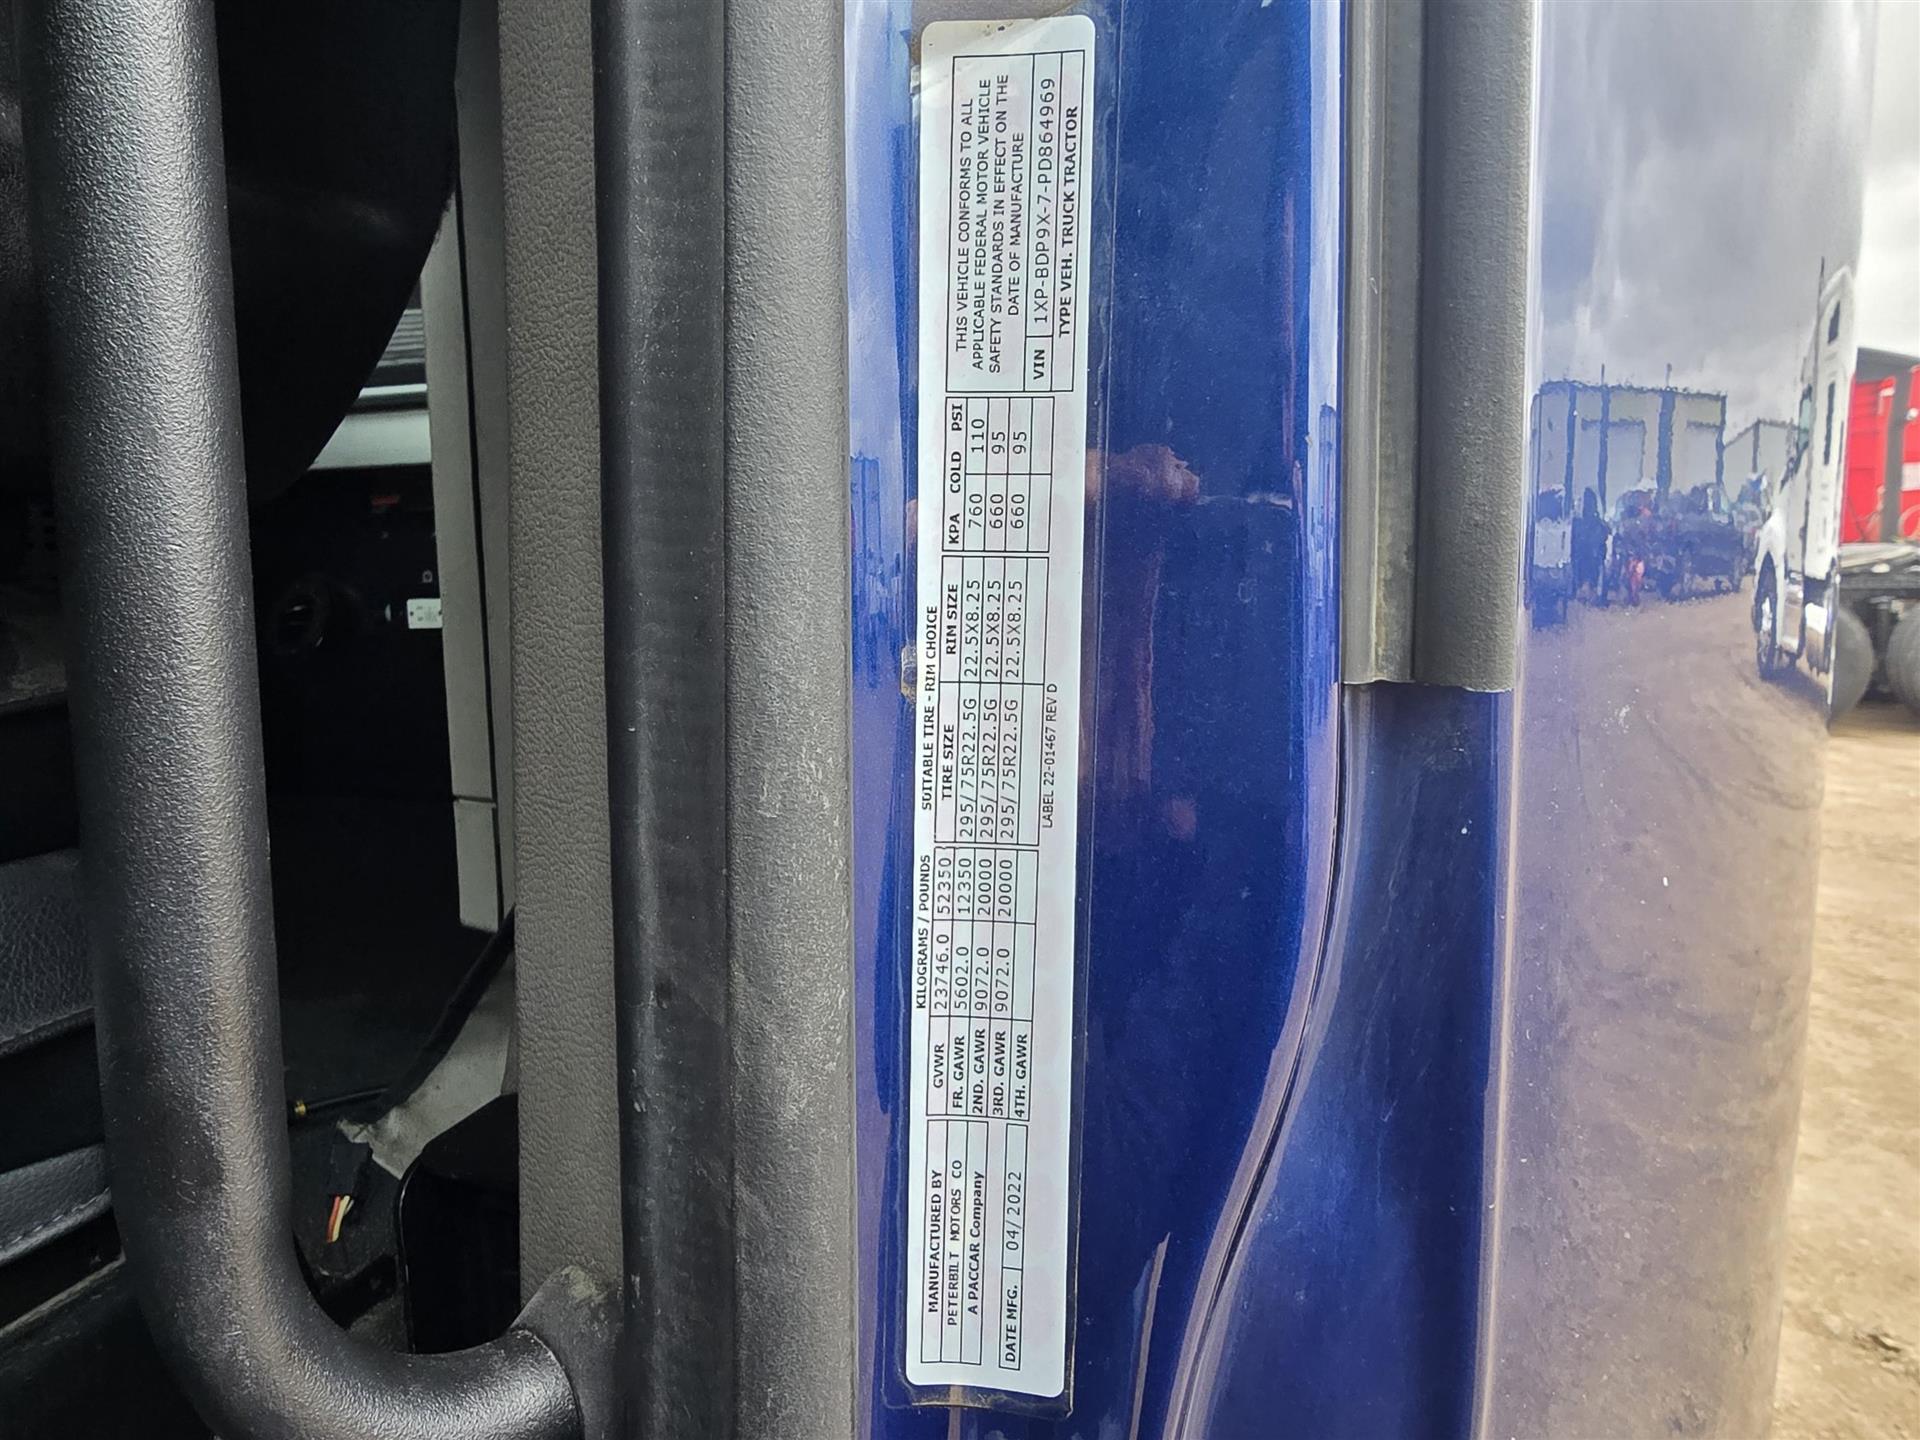 MANUFACTURED BY
PETERBILT MOTORS CO
A PACCAR Company
DATE MFG. 04/2022
KILOGRAMS / POUNDS
GVWR 23746.0 52350
FR. GAWR 5602.0 12350
2ND. GAWR 9072.0 20000
3RD. GAWR 9072.0 20000
4TH. GAWR
SUITABLE TIRE - RIM CHOICE
TIRE SIZE RIM SIZE KPA COLD PSI
295/75R22.5G 22.5X8.25 760 110
295/75R22.5G 22.5X8.25 660 95
295/75R22.5G 22.5X8.25 660 95
LABEL 22-01467 REV D
THIS VEHICLE CONFORMS TO ALL
APPLICABLE FEDERAL MOTOR VEHICLE
SAFETY STANDARDS IN EFFECT ON THE
DATE OF MANUFACTURE
VIN 1XP-BDP9X-7-PD864969
TYPE VEH. TRUCK TRACTOR